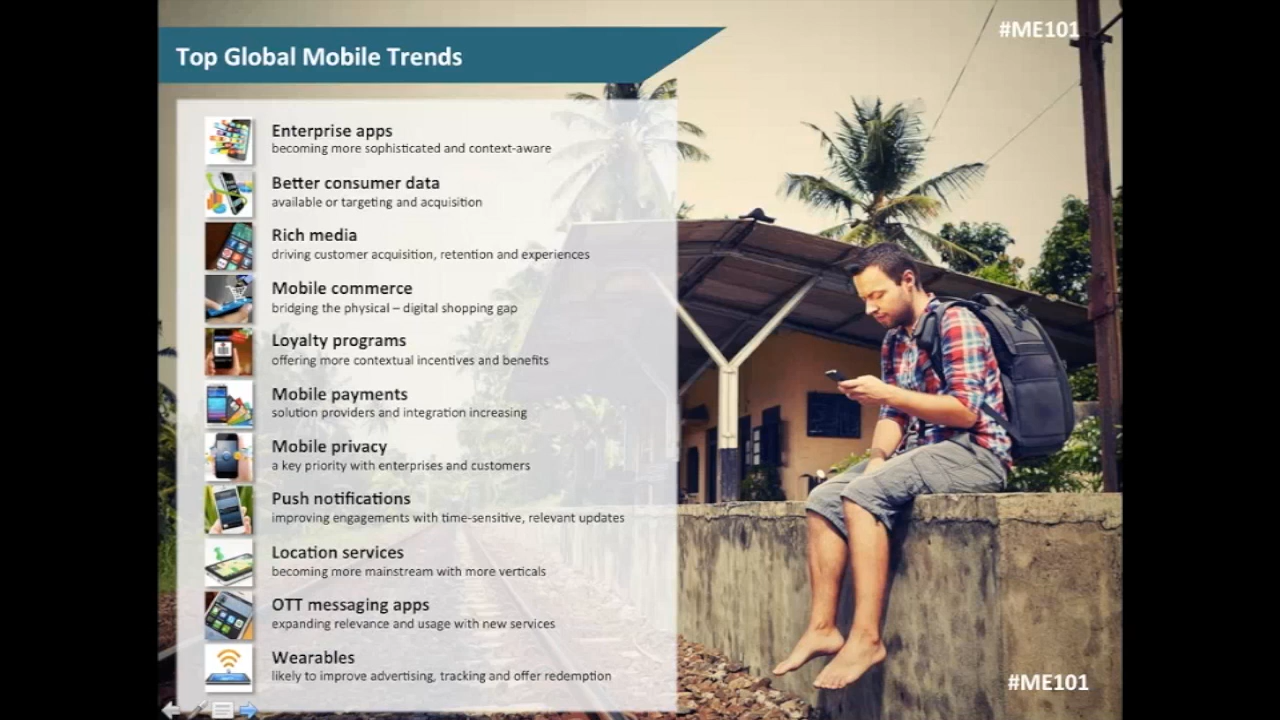 #ME101
Top Global Mobile Trends
Enterprise apps
becoming more sophisticated and context-aware
Better consumer data
available or targeting and acquisition
Rich media
driving customer acquisition, retention and experiences
Mobile commerce
bridging the physical – digital shopping gap
Loyalty programs
offering more contextual incentives and benefits
Mobile payments
solution providers and integration increasing
Mobile privacy
a key priority with enterprises and customers
Push notifications
improving engagements with time-sensitive, relevant updates
Location services
becoming more mainstream with more verticals
OTT messaging apps
expanding relevance and usage with new services
Wearables
likely to improve advertising, tracking and offer redemption
#ME101